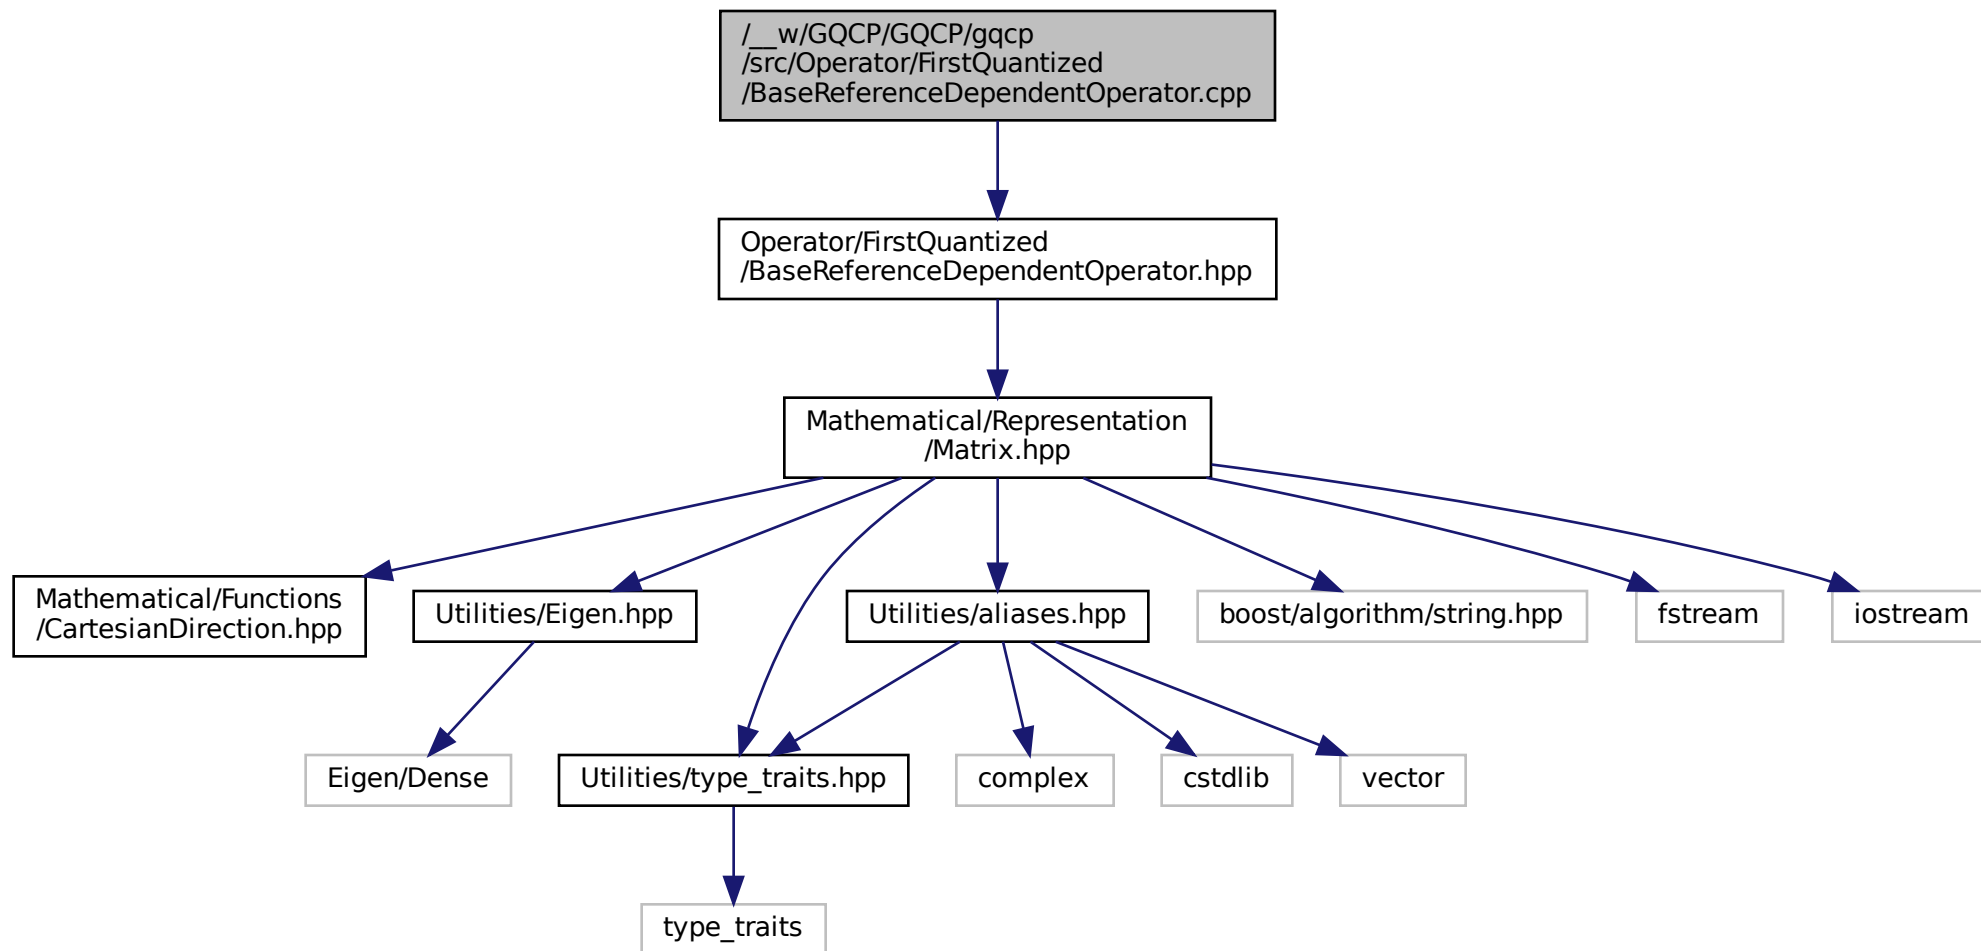 /__w/GQCP/GQCP/gqcp
/src/Operator/FirstQuantized
/BaseReferenceDependentOperator.cpp
Operator/FirstQuantized
/BaseReferenceDependentOperator.hpp
Mathematical/Representation
/Matrix.hpp
Mathematical/Functions
/CartesianDirection.hpp
Utilities/Eigen.hpp
Utilities/aliases.hpp
boost/algorithm/string.hpp
fstream
iostream
Eigen/Dense
Utilities/type_traits.hpp
complex
cstdlib
vector
type_traits